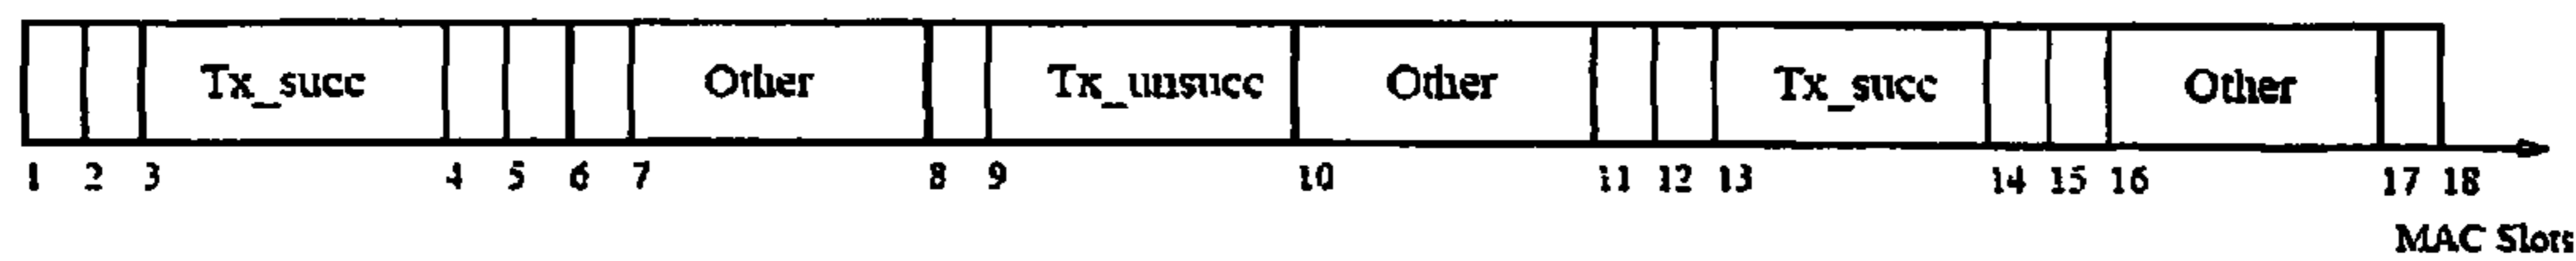 Tx_succ Other Tx_unsucc Other Tx_succ Other
1 2 3 4 5 6 7 8 9 10 11 12 13 14 15 16 17 18
MAC Slots